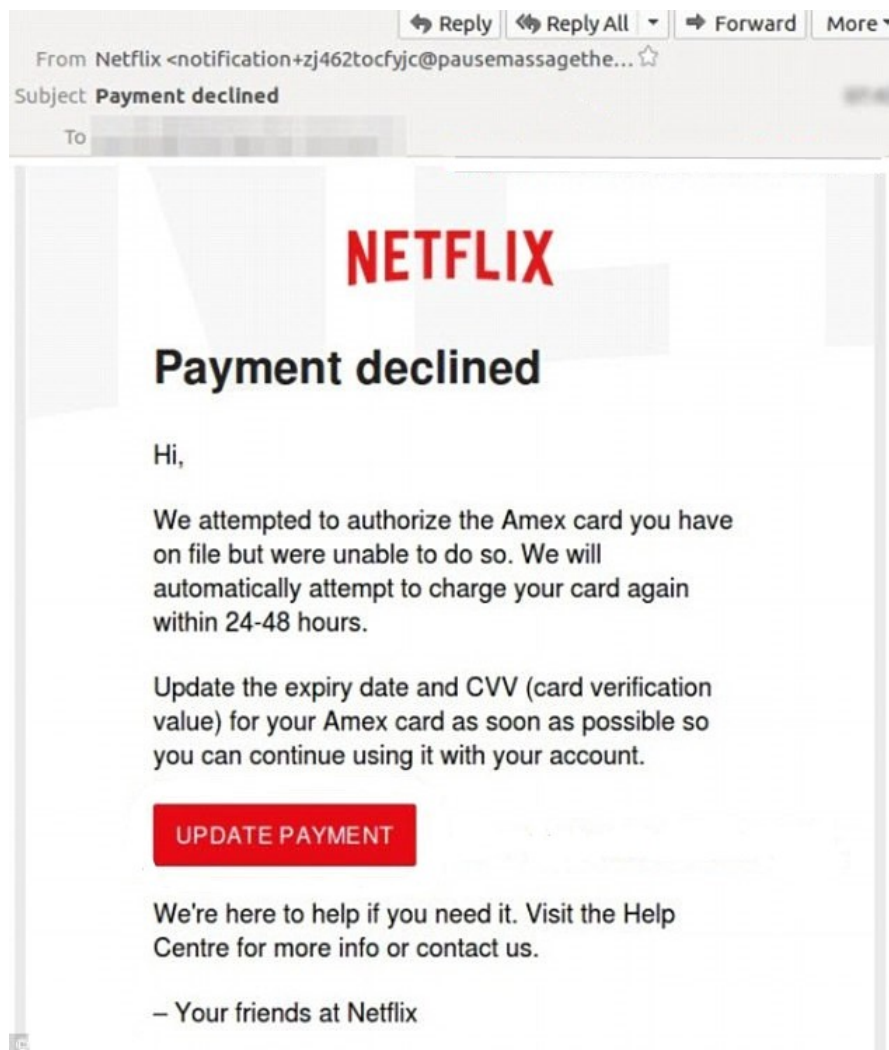 Reply Reply All Forward More
From Netflix <notification+zj462tocfyjc@pausemassagethe...
Subject Payment declined
To
NETFLIX
Payment declined
Hi,
We attempted to authorize the Amex card you have
on file but were unable to do so. We will
automatically attempt to charge your card again
within 24-48 hours.
Update the expiry date and CVV (card verification
value) for your Amex card as soon as possible so
you can continue using it with your account.
UPDATE PAYMENT
We're here to help if you need it. Visit the Help
Centre for more info or contact us.
– Your friends at Netflix